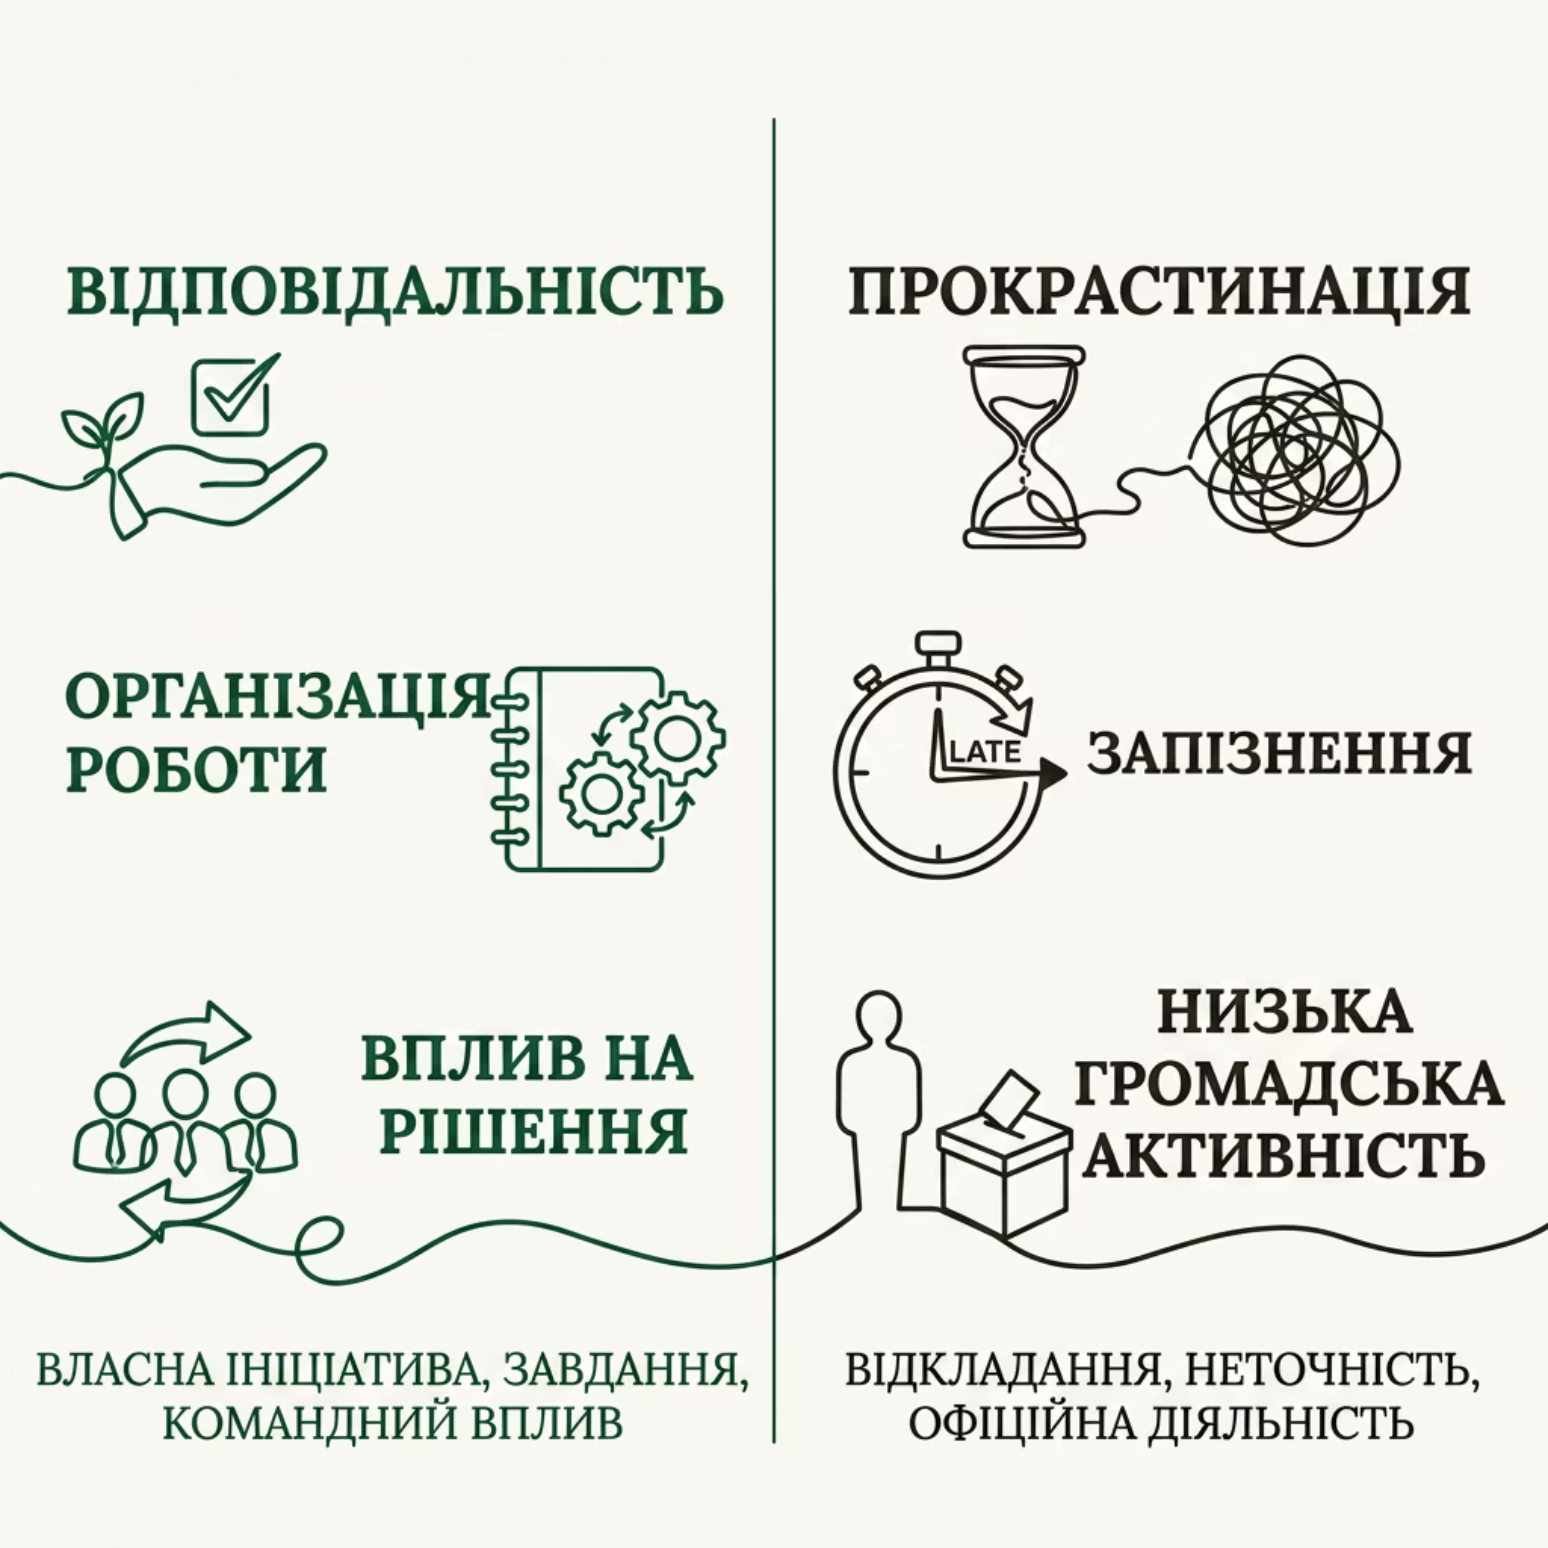 ВІДПОВІДАЛЬНІСТЬ
ОРГАНІЗАЦІЯ
РОБОТИ
ВПЛИВ НА
РІШЕННЯ
ВЛАСНА ІНІЦІАТИВА, ЗАВДАННЯ,
КОМАНДНИЙ ВПЛИВ
ПРОКРАСТИНАЦІЯ
LATE
ЗАПІЗНЕННЯ
НИЗЬКА
ГРОМАДСЬКА
АКТИВНІСТЬ
ВІДКЛАДАННЯ, НЕТОЧНІСТЬ,
ОФІЦІЙНА ДІЯЛЬНІСТЬ